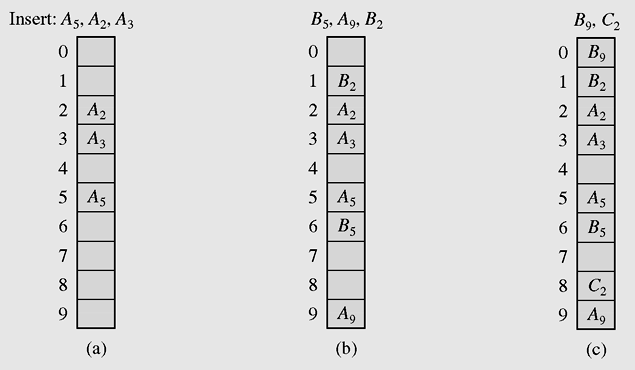 Insert: A₅, A₂, A₃ B₅, A₉, B₂ B₉, C₂
0 0 0 B₉
1 1 B₂ 1 B₂
2 A₂ 2 A₂ 2 A₂
3 A₃ 3 A₃ 3 A₃
4 4 4
5 A₅ 5 A₅ 5 A₅
6 6 B₅ 6 B₅
7 7 7
8 8 8 C₂
9 9 A₉ 9 A₉
(a) (b) (c)